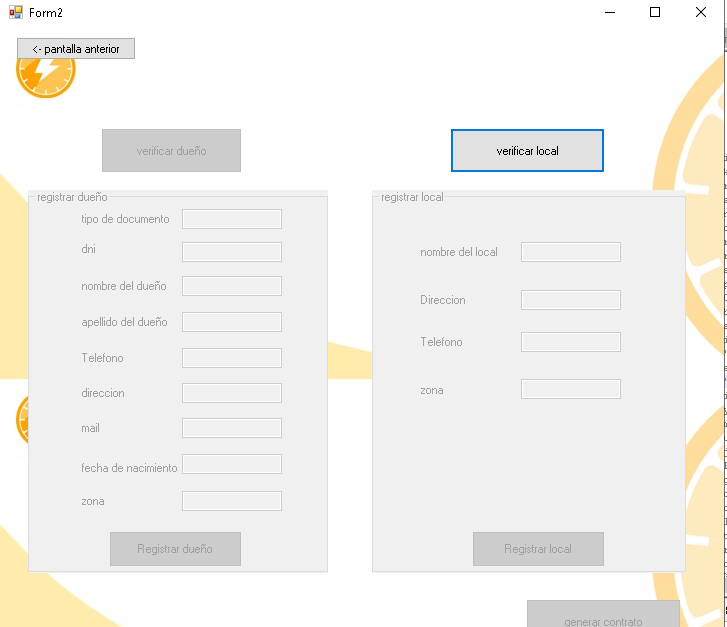 Form2
<- pantalla anterior
verificar dueño
verificar local
registrar dueño
tipo de documento
dni
nombre del dueño
apellido del dueño
Telefono
direccion
mail
fecha de nacimiento
zona
Registrar dueño
registrar local
nombre del local
Direccion
Telefono
zona
Registrar local
generar contrato